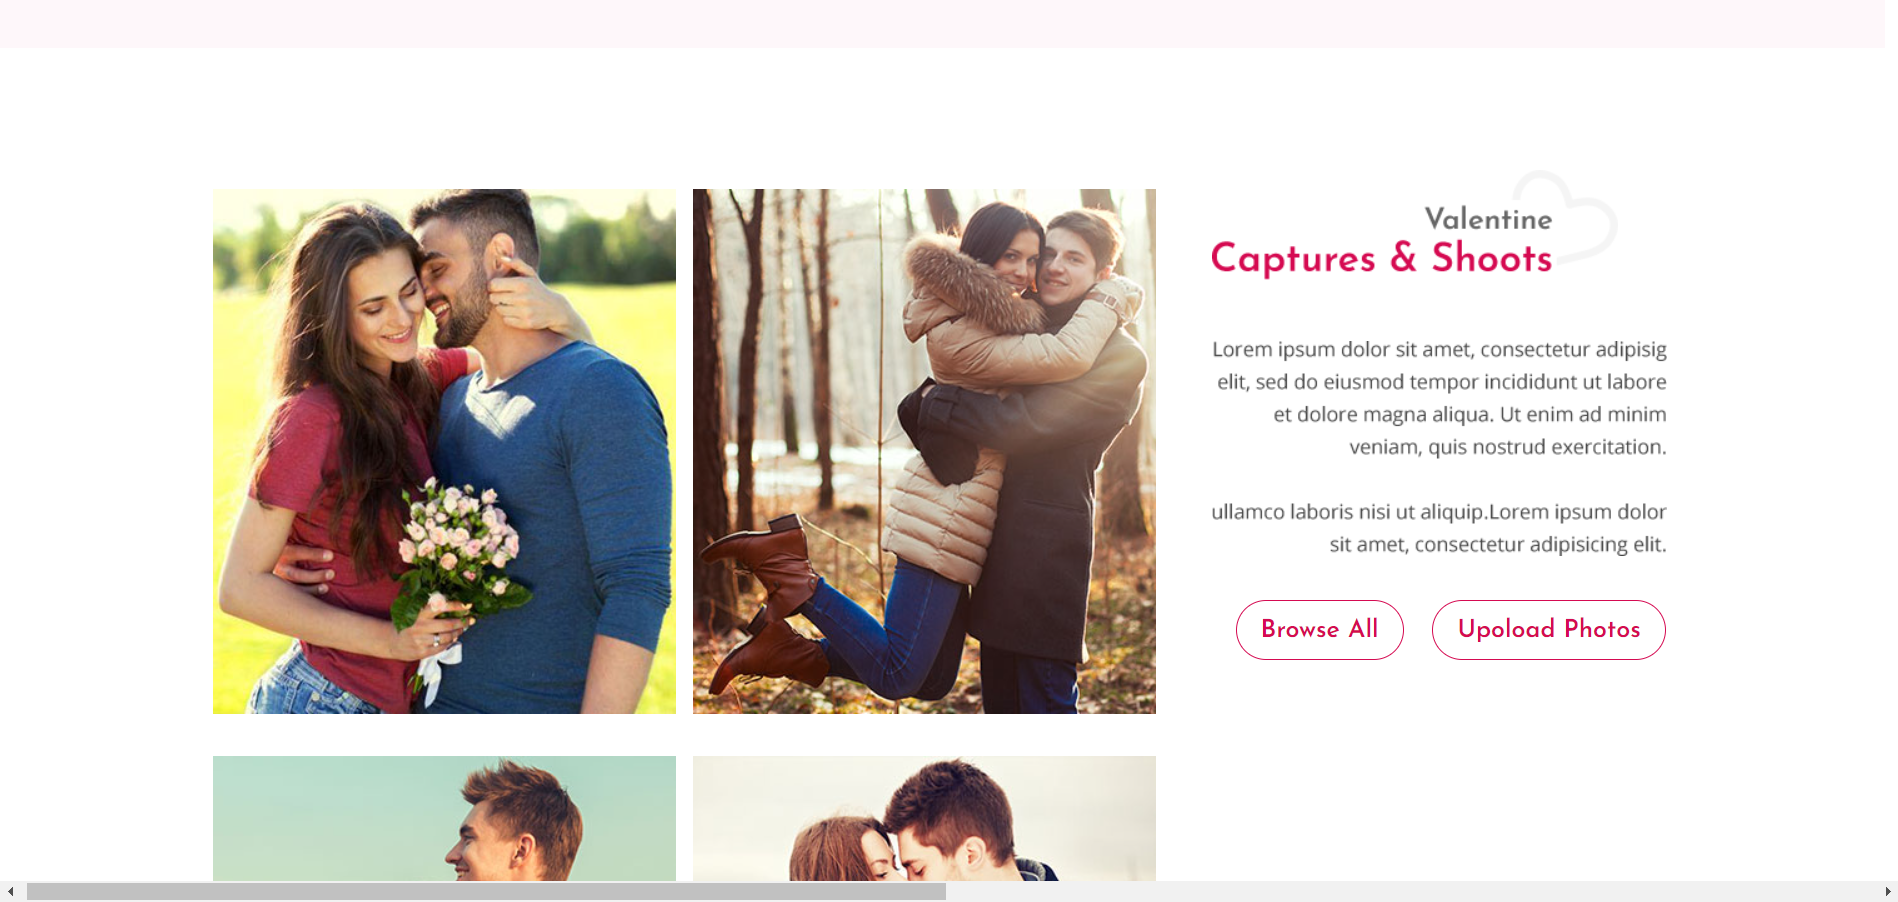 Valentine
Captures & Shoots
Lorem ipsum dolor sit amet, consectetur adipisig
elit, sed do eiusmod tempor incididunt ut labore
et dolore magna aliqua. Ut enim ad minim
veniam, quis nostrud exercitation.
ullamco laboris nisi ut aliquip.Lorem ipsum dolor
sit amet, consectetur adipisicing elit.
Browse All
Upoload Photos